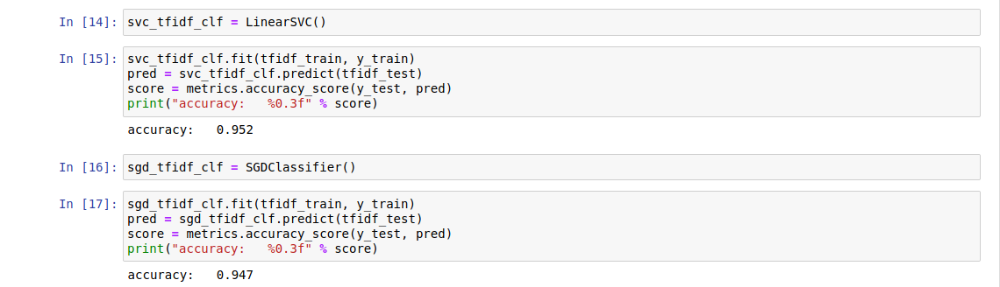 In [14]: svc_tfidf_clf = LinearSVC()
In [15]: svc_tfidf_clf.fit(tfidf_train, y_train)
pred = svc_tfidf_clf.predict(tfidf_test)
score = metrics.accuracy_score(y_test, pred)
print("accuracy:   %0.3f" % score)
accuracy:   0.952
In [16]: sgd_tfidf_clf = SGDClassifier()
In [17]: sgd_tfidf_clf.fit(tfidf_train, y_train)
pred = sgd_tfidf_clf.predict(tfidf_test)
score = metrics.accuracy_score(y_test, pred)
print("accuracy:   %0.3f" % score)
accuracy:   0.947